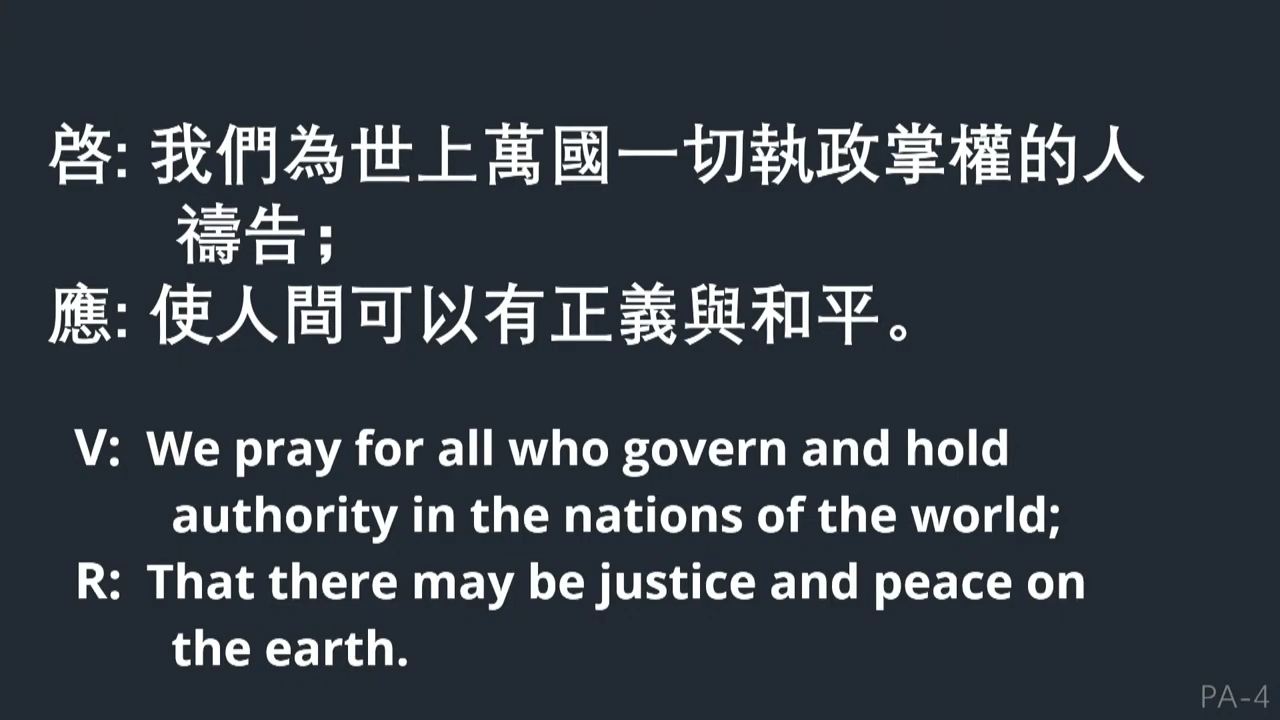 啓: 我們為世上萬國一切執政掌權的人
禱告；
應: 使人間可以有正義與和平。
V: We pray for all who govern and hold
authority in the nations of the world;
R: That there may be justice and peace on
the earth.
PA-4